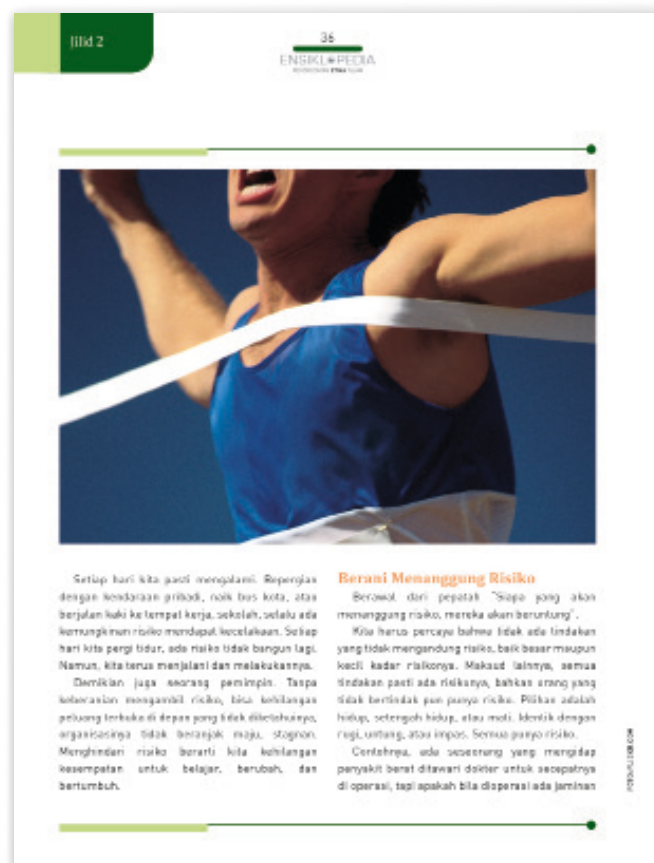 Jilid 2
36
ENSIKLOPEDIA
Setiap hari kita pasti mengalami. Bepergian
dengan kendaraan pribadi, naik bus kota, atau
berjalan kaki ke tempat kerja, sekolah, selalu ada
kemungkinan risiko mendapat kecelakaan. Setiap
hari kita pergi tidur, ada risiko tidak bangun lagi.
Namun, kita terus menjalani dan melakukannya.
Demikian juga seorang pemimpin. Tanpa
keberanian mengambil risiko, bisa kehilangan
peluang terbuka di depan yang tidak diketahuinya,
organisasinya tidak beranjak maju, stagnan.
Menghindari risiko berarti kita kehilangan
kesempatan untuk belajar, berubah, dan
bertumbuh.
Berani Menanggung Risiko
Berawal dari pepatah "Siapa yang akan
menanggung risiko, mereka akan beruntung".
Kita harus percaya bahwa tidak ada tindakan
yang tidak mengandung risiko, baik besar maupun
kecil kadar risikonya. Maksud lainnya, semua
tindakan pasti ada risikonya, bahkan orang yang
tidak bertindak pun punya risiko. Pilihan adalah
hidup, setengah hidup, atau mati. Identik dengan
rugi, untung, atau impas. Semua punya risiko.
Contohnya, ada seseorang yang mengidap
penyakit berat ditawari dokter untuk secepatnya
di operasi, tapi apakah bila dioperasi ada jaminan